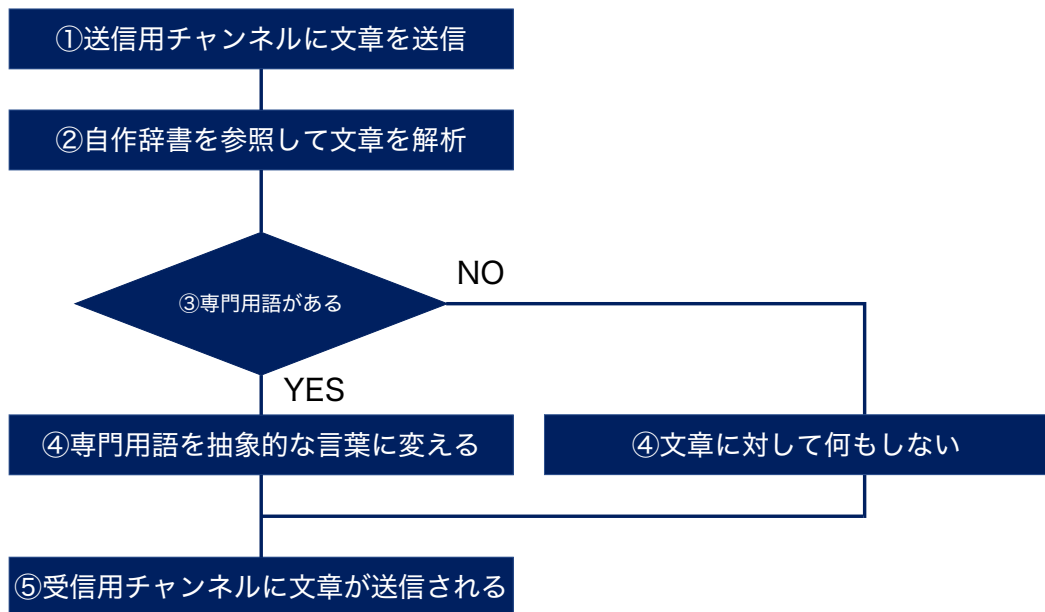 ①送信用チャンネルに文章を送信
②自作辞書を参照して文章を解析
NO
③専門用語がある
YES
④専門用語を抽象的な言葉に変える
④文章に対して何もしない
⑤受信用チャンネルに文章が送信される